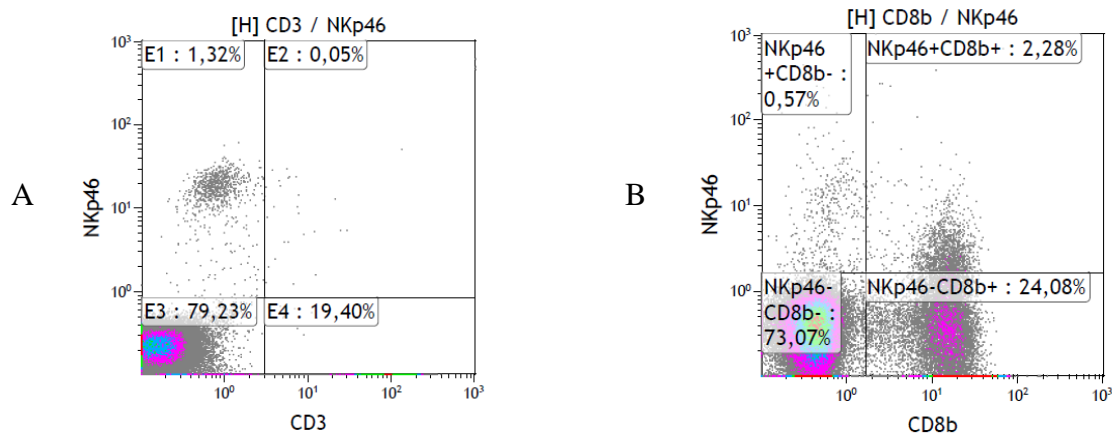 [H] CD3 / NKp46
10³
E1 : 1,32%
E2 : 0,05%
10²
A
NKp46
10¹
10⁰
E3 : 79,23%
E4 : 19,40%
10⁰
10¹
10²
10³
CD3
[H] CD8b / NKp46
10³
NKp46
+CD8b- :
0,57%
NKp46+CD8b+ : 2,28%
10²
B
NKp46
10¹
10⁰
NKp46-
CD8b- :
73,07%
NKp46-CD8b+ : 24,08%
10⁰
10¹
10²
10³
CD8b